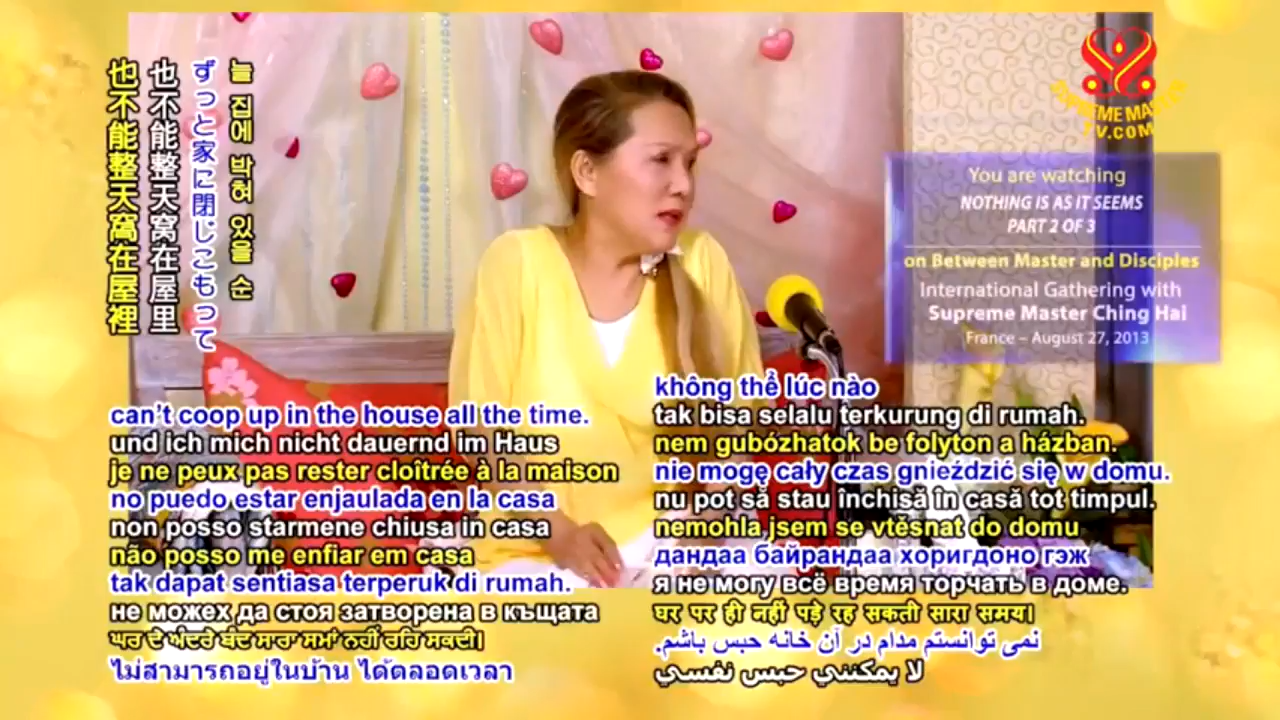 也不能整天窩在屋裡
也不能整天窝在屋里
ずっと家に閉じこもって
늘 집에 박혀 있을 순
SUPREME MASTER
TV.COM
You are watching
NOTHING IS AS IT SEEMS
PART 2 OF 3
on Between Master and Disciples
International Gathering with
Supreme Master Ching Hai
France – August 27, 2013
can't coop up in the house all the time.
und ich mich nicht dauernd im Haus
je ne peux pas rester cloîtrée à la maison
no puedo estar enjaulada en la casa
non posso starmene chiusa in casa
não posso me enfiar em casa
tak dapat sentiasa terperuk di rumah.
не можех да стоя затворена в къщата
ਘਰ ਦੇ ਅੰਦਰੇ ਬੰਦ ਸਾਰਾ ਸਮਾਂ ਨਹੀਂ ਰਹਿ ਸਕਦੀ।
ไม่สามารถอยู่ในบ้าน ได้ตลอดเวลา
không thể lúc nào
tak bisa selalu terkurung di rumah.
nem gubózhatok be folyton a házban.
nie mogę cały czas gnieździć się w domu.
nu pot să stau închisă în casă tot timpul.
nemohla jsem se vtěsnat do domu
дандаа байрандаа хоригдоно гэж
я не могу всё время торчать в доме.
घर पर ही नहीं पड़े रह सकती सारा समय।
نمی توانستم مدام در آن خانه حبس باشم.
لا يمكنني حبس نفسي